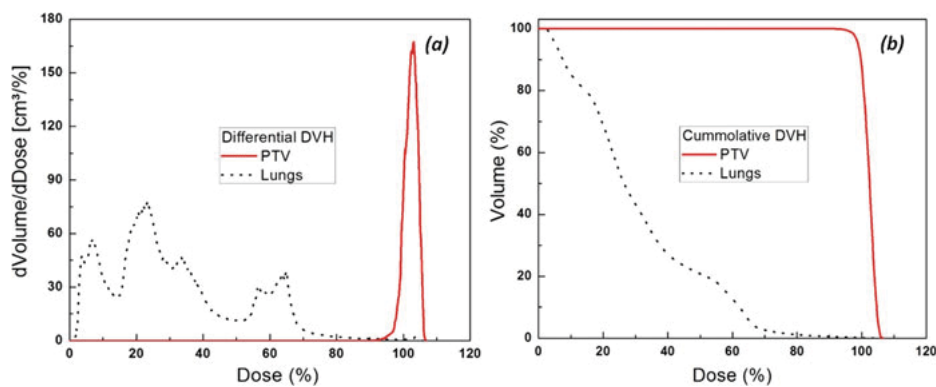 (a)
dVolume/dDose [cm³/%]
180
150
120
90
60
30
0
Differential DVH
PTV
Lungs
0 20 40 60 80 100 120
Dose (%)
(b)
Volume (%)
100
80
60
40
20
0
Cummolative DVH
PTV
Lungs
0 20 40 60 80 100 120
Dose (%)